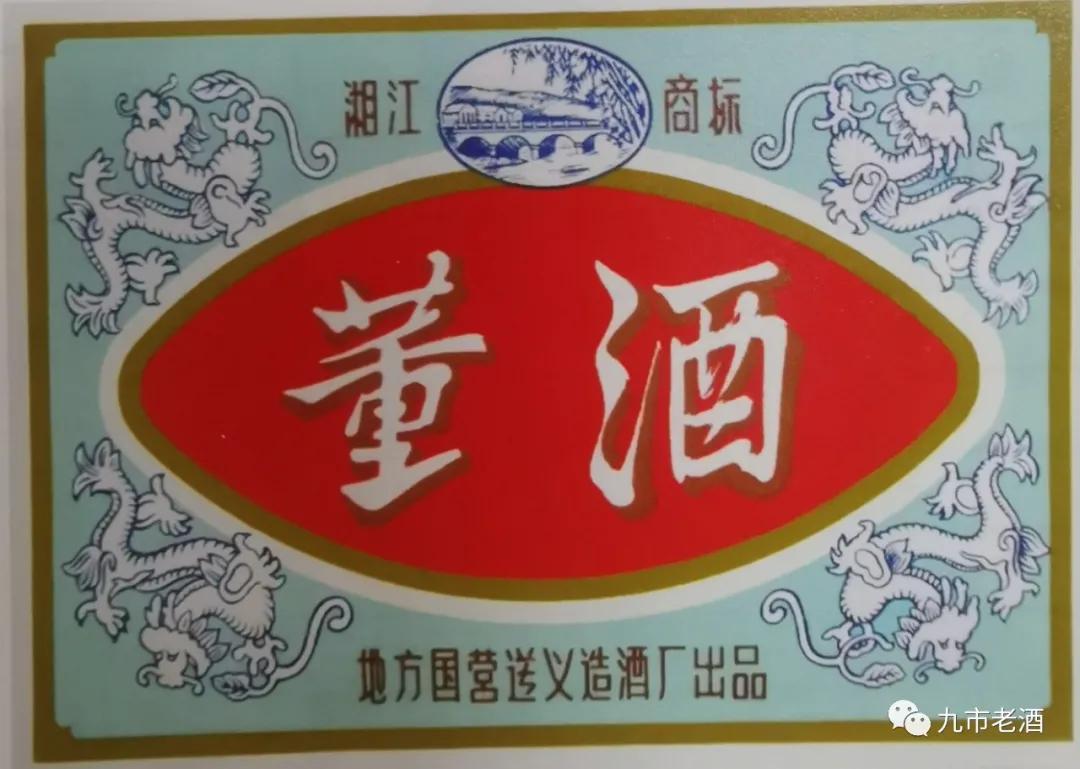 湘江 商标
董酒
地方国营送义造酒厂出品
九市老酒